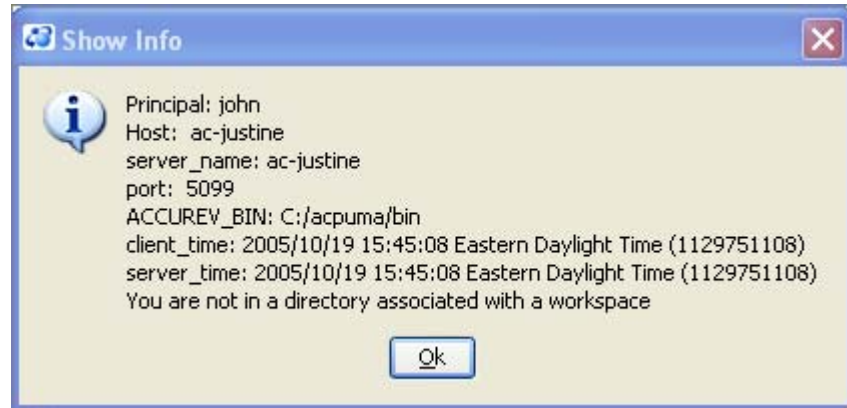 Show Info
Principal: john
Host: ac-justine
server_name: ac-justine
port: 5099
ACCUREV_BIN: C:/acpuma/bin
client_time: 2005/10/19 15:45:08 Eastern Daylight Time (1129751108)
server_time: 2005/10/19 15:45:08 Eastern Daylight Time (1129751108)
You are not in a directory associated with a workspace
Ok